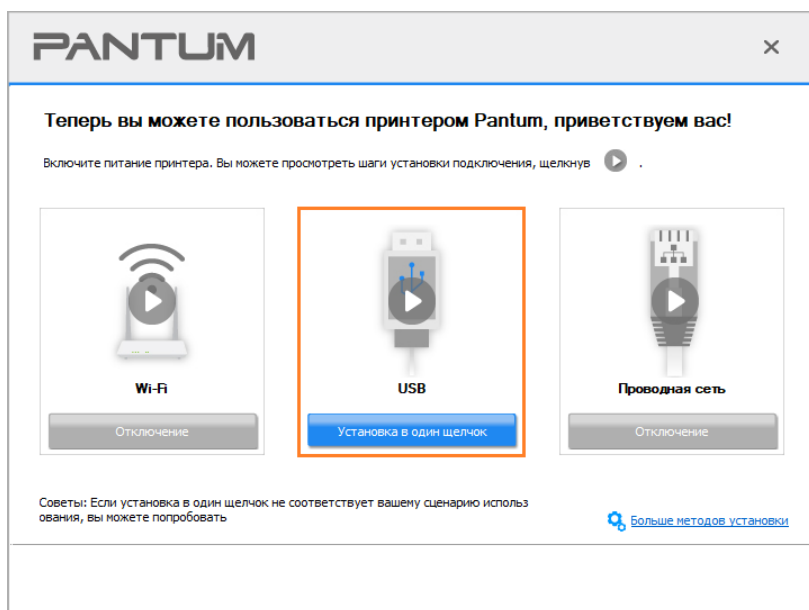 PANTUM
Теперь вы можете пользоваться принтером Pantum, приветствуем вас!
Включите питание принтера. Вы можете просмотреть шаги установки подключения, щелкнув .
Wi-Fi
USB
Проводная сеть
Отключение
Установка в один щелчок
Отключение
Советы: Если установка в один щелчок не соответствует вашему сценарию использ
ования, вы можете попробовать
Больше методов установки